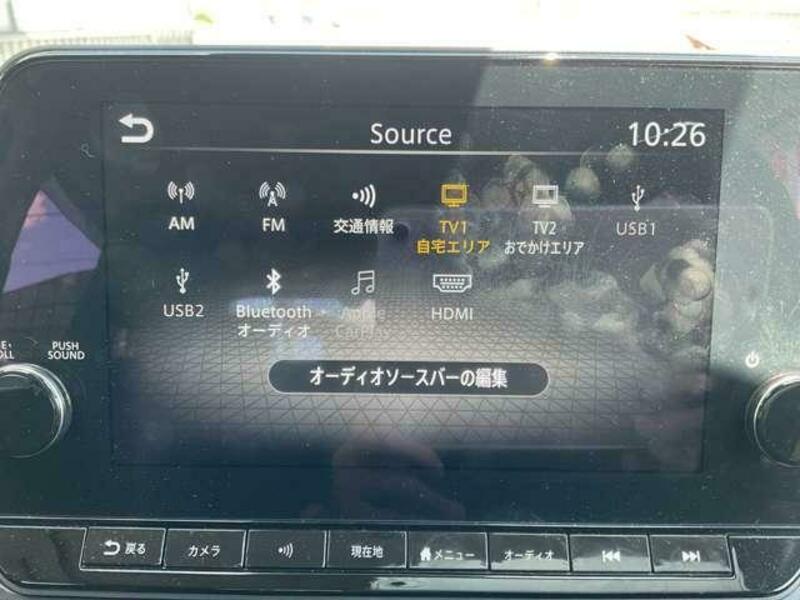 Source 10:26
AM FM 交通情報 TV1 TV2 USB1
自宅エリア おでかけエリア
USB2 Bluetooth Apple HDMI
オーディオ CarPlay
オーディオソースバーの編集
PUSH
SOUND
戻る カメラ 現在地 メニュー オーディオ